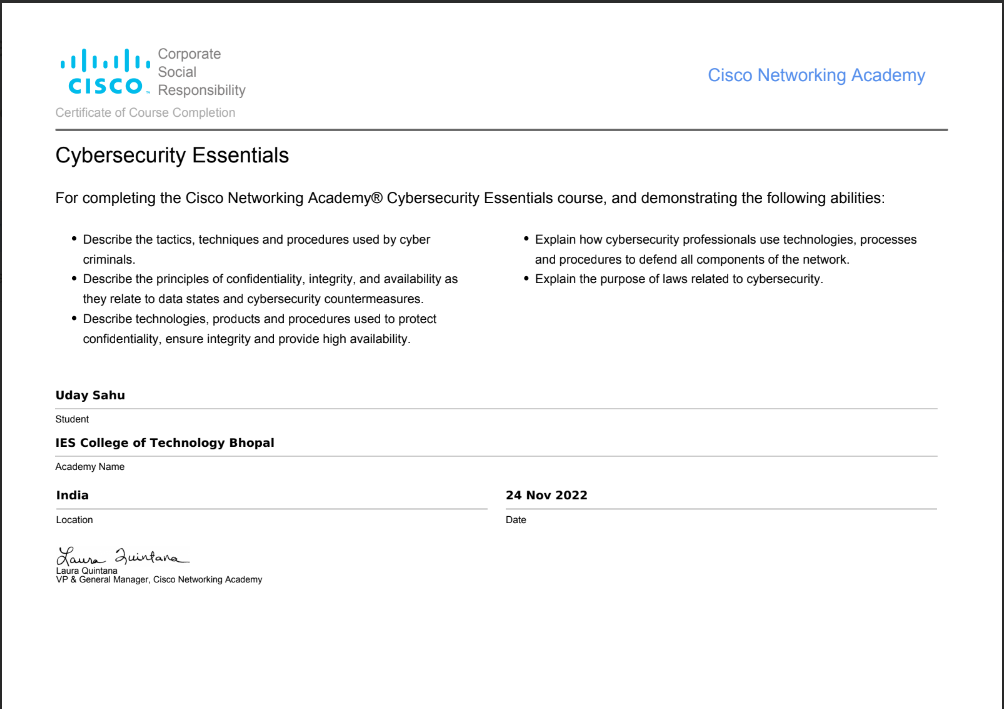 Corporate
Social
Responsibility
CISCO™
Cisco Networking Academy
Certificate of Course Completion
Cybersecurity Essentials
For completing the Cisco Networking Academy® Cybersecurity Essentials course, and demonstrating the following abilities:
• Describe the tactics, techniques and procedures used by cyber
criminals.
• Describe the principles of confidentiality, integrity, and availability as
they relate to data states and cybersecurity countermeasures.
• Describe technologies, products and procedures used to protect
confidentiality, ensure integrity and provide high availability.
• Explain how cybersecurity professionals use technologies, processes
and procedures to defend all components of the network.
• Explain the purpose of laws related to cybersecurity.
Uday Sahu
Student
IES College of Technology Bhopal
Academy Name
India
Location
24 Nov 2022
Date
Laura Quintana
Laura Quintana
VP & General Manager, Cisco Networking Academy